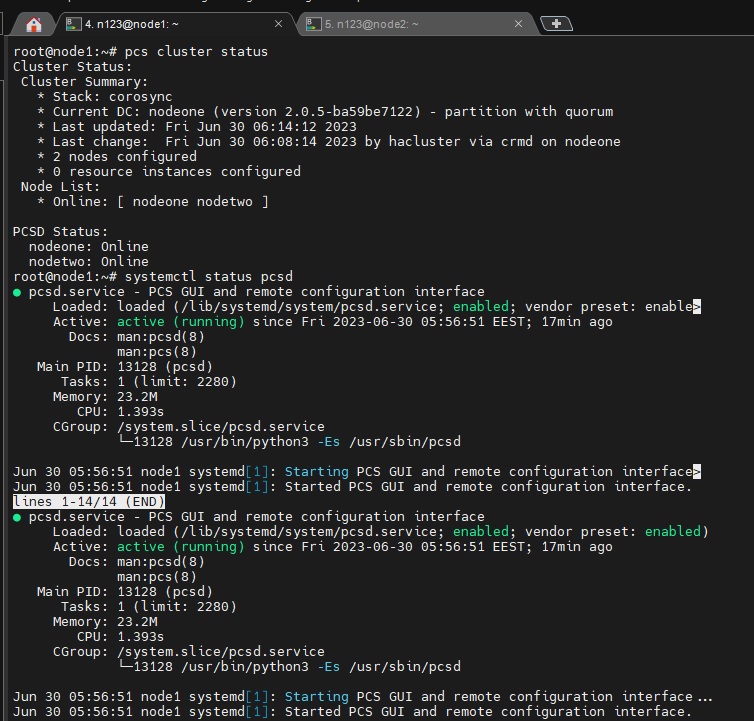 4. n123@node1: ~
5. n123@node2: ~
root@node1:~# pcs cluster status
Cluster Status:
 Cluster Summary:
   * Stack: corosync
   * Current DC: nodeone (version 2.0.5-ba59be7122) - partition with quorum
   * Last updated: Fri Jun 30 06:14:12 2023
   * Last change:  Fri Jun 30 06:08:14 2023 by hacluster via crmd on nodeone
   * 2 nodes configured
   * 0 resource instances configured
 Node List:
   * Online: [ nodeone nodetwo ]

PCSD Status:
  nodeone: Online
  nodetwo: Online
root@node1:~# systemctl status pcsd
● pcsd.service - PCS GUI and remote configuration interface
     Loaded: loaded (/lib/systemd/system/pcsd.service; enabled; vendor preset: enable>
     Active: active (running) since Fri 2023-06-30 05:56:51 EEST; 17min ago
       Docs: man:pcsd(8)
             man:pcs(8)
   Main PID: 13128 (pcsd)
      Tasks: 1 (limit: 2280)
     Memory: 23.2M
        CPU: 1.393s
     CGroup: /system.slice/pcsd.service
             └─13128 /usr/bin/python3 -Es /usr/sbin/pcsd

Jun 30 05:56:51 node1 systemd[1]: Starting PCS GUI and remote configuration interface>
Jun 30 05:56:51 node1 systemd[1]: Started PCS GUI and remote configuration interface.
lines 1-14/14 (END)
● pcsd.service - PCS GUI and remote configuration interface
     Loaded: loaded (/lib/systemd/system/pcsd.service; enabled; vendor preset: enabled)
     Active: active (running) since Fri 2023-06-30 05:56:51 EEST; 17min ago
       Docs: man:pcsd(8)
             man:pcs(8)
   Main PID: 13128 (pcsd)
      Tasks: 1 (limit: 2280)
     Memory: 23.2M
        CPU: 1.393s
     CGroup: /system.slice/pcsd.service
             └─13128 /usr/bin/python3 -Es /usr/sbin/pcsd

Jun 30 05:56:51 node1 systemd[1]: Starting PCS GUI and remote configuration interface...
Jun 30 05:56:51 node1 systemd[1]: Started PCS GUI and remote configuration interface.